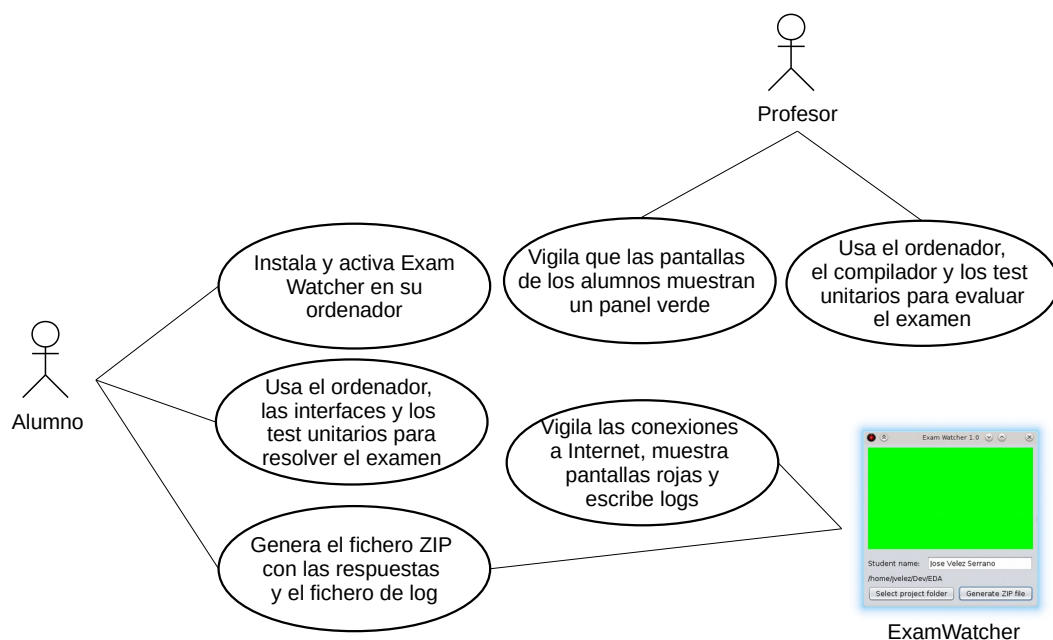 Profesor
Instala y activa Exam
Watcher en su
ordenador
Vigila que las pantallas
de los alumnos muestran
un panel verde
Usa el ordenador,
el compilador y los test
unitarios para evaluar
el examen
Alumno
Usa el ordenador,
las interfaces y los
test unitarios para
resolver el examen
Vigila las conexiones
a Internet, muestra
pantallas rojas y
escribe logs
Genera el fichero ZIP
con las respuestas
y el fichero de log
Exam Watcher 1.0
Student name: Jose Velez Serrano
/home/jvelez/Dev/EDA
Select project folder Generate ZIP file
ExamWatcher